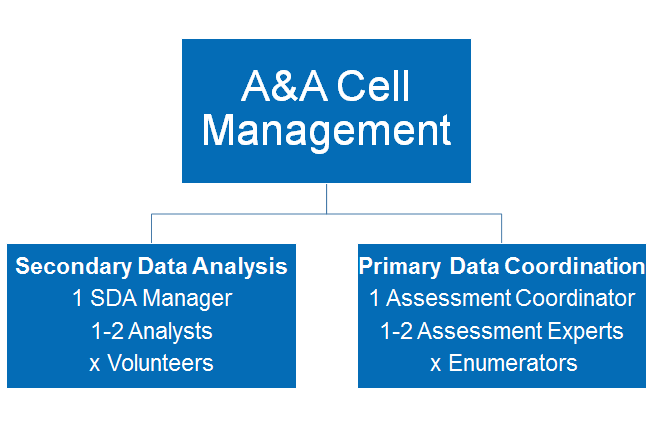 A&A Cell
Management
Secondary Data Analysis
1 SDA Manager
1-2 Analysts
x Volunteers
Primary Data Coordination
1 Assessment Coordinator
1-2 Assessment Experts
x Enumerators